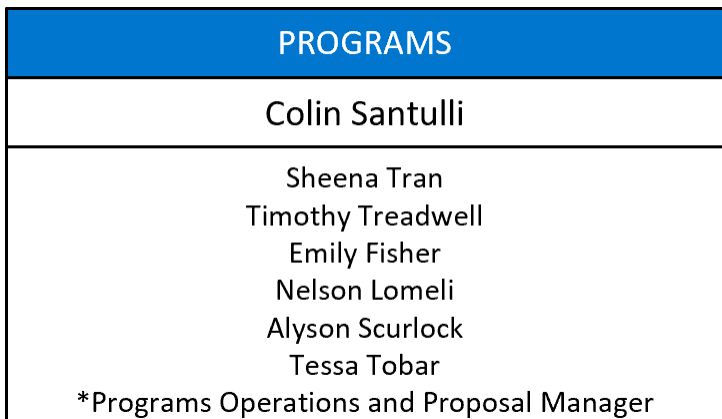 PROGRAMS
Colin Santulli
Sheena Tran
Timothy Treadwell
Emily Fisher
Nelson Lomeli
Alyson Scurlock
Tessa Tobar
*Programs Operations and Proposal Manager